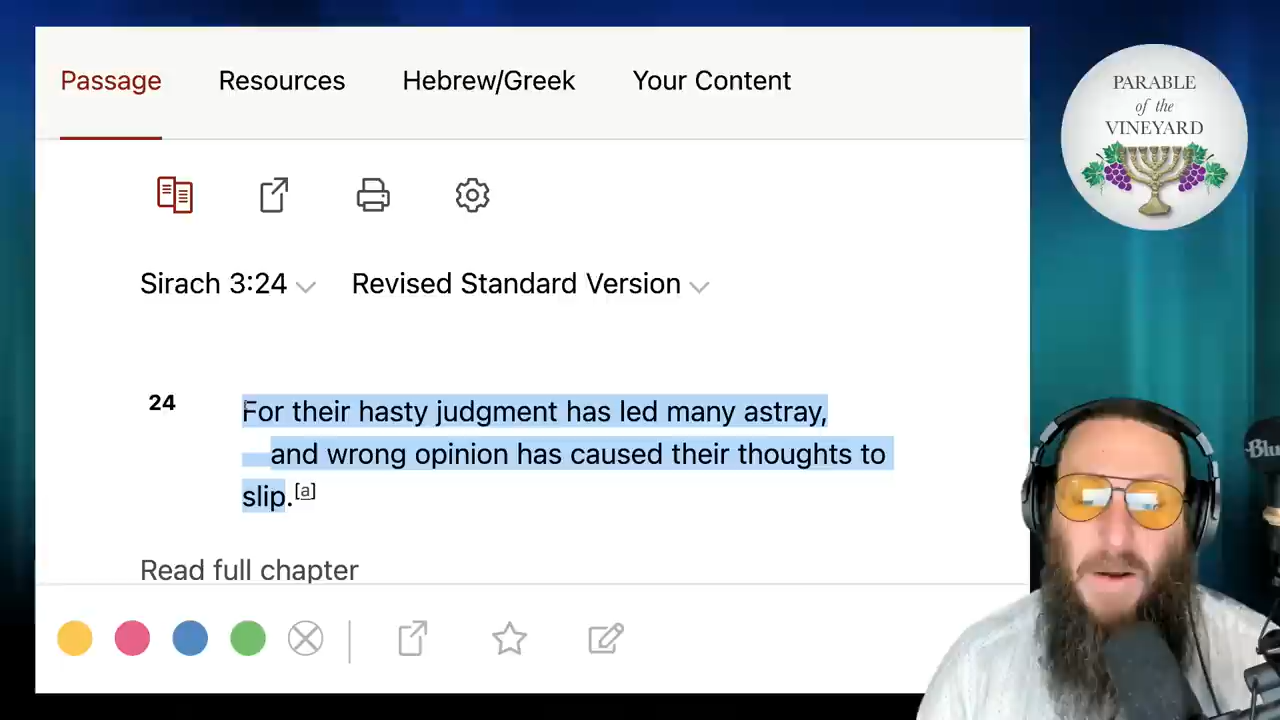 Passage Resources Hebrew/Greek Your Content
PARABLE
of the
VINEYARD
Sirach 3:24 Revised Standard Version
24 For their hasty judgment has led many astray,
and wrong opinion has caused their thoughts to
slip.[a]
Read full chapter
Blu